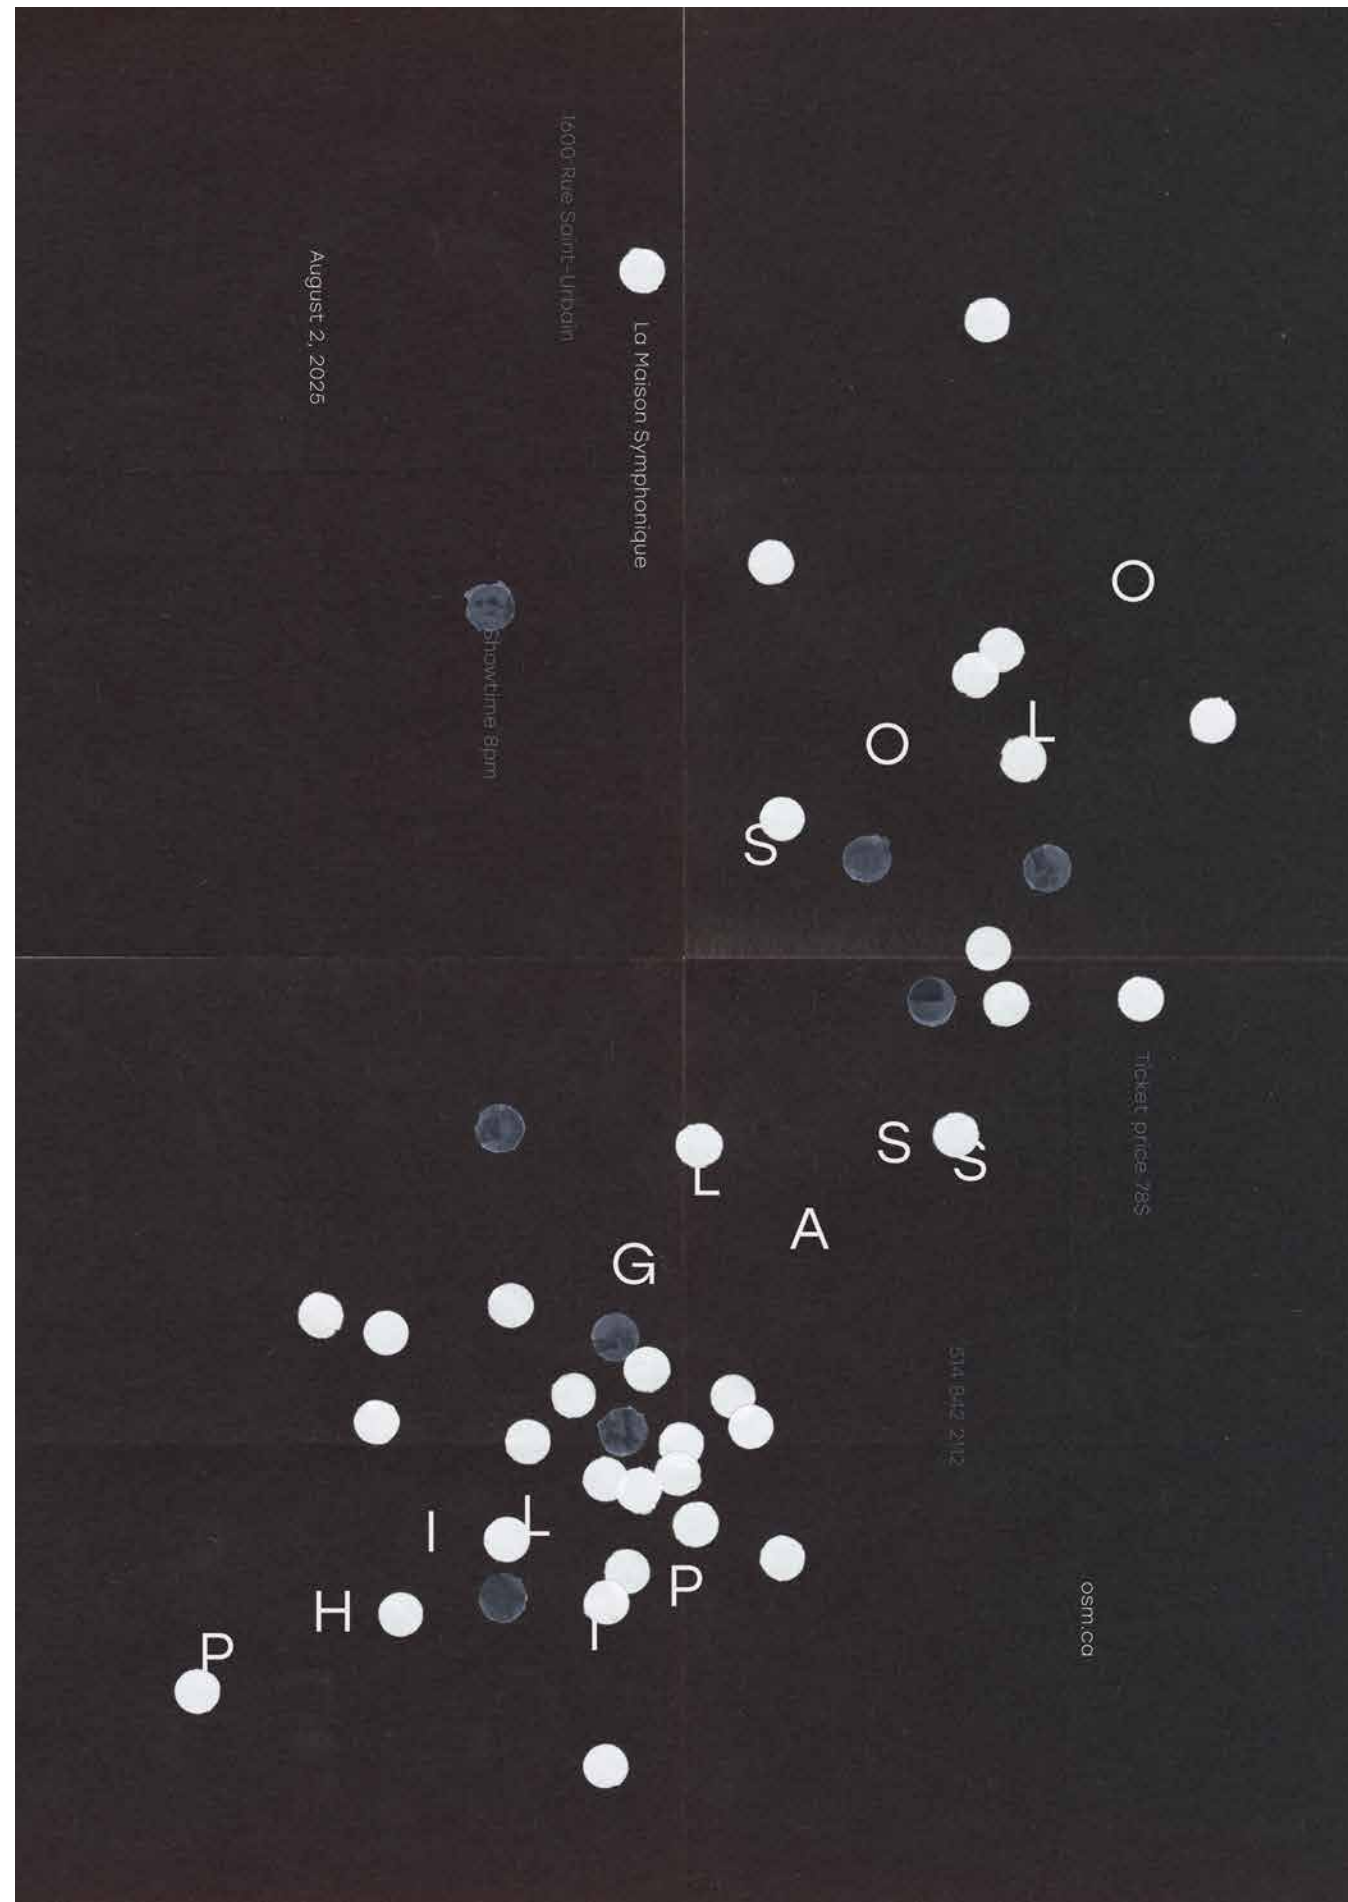 1600 Rue Saint-Urbain
August 2, 2025
La Maison Symphonique
Showtime 8pm
P H I L I P
G L A S S
S O L O
Ticket price 78$
514 842 2112
osm.ca